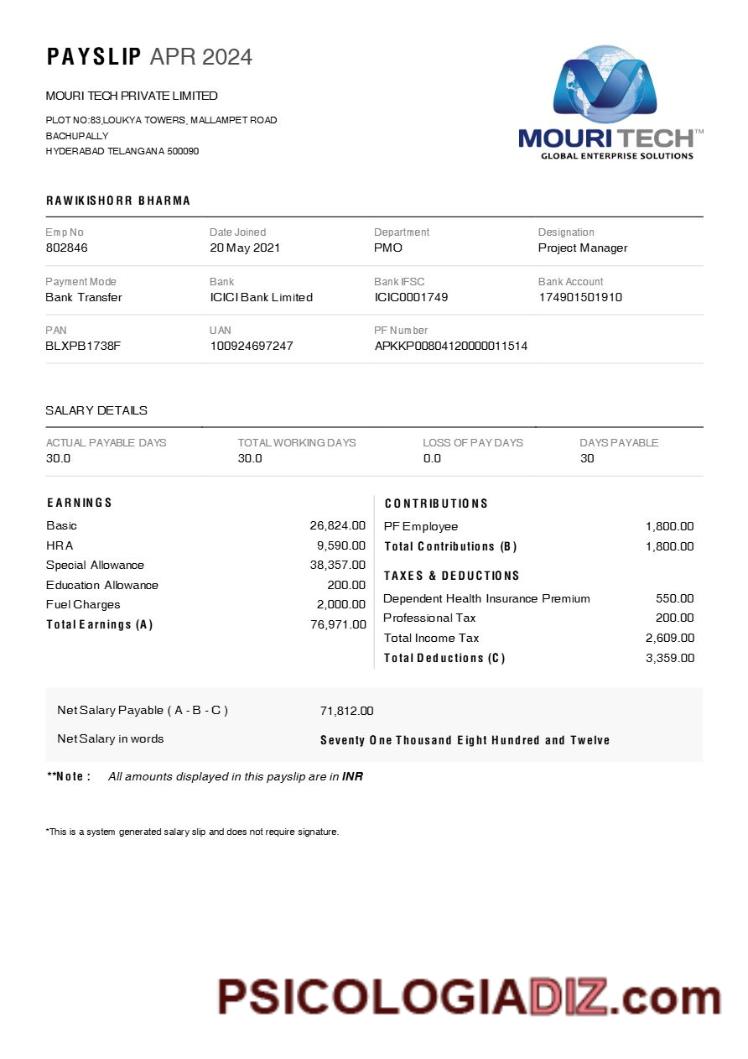 PAYSLIP APR 2024
MOURI TECH PRIVATE LIMITED
PLOT NO:83,LOUKYA TOWERS, MALLAMPET ROAD
BACHUPALLY
HYDERABAD TELANGANA 500090
MOURI TECH™
GLOBAL ENTERPRISE SOLUTIONS
RAWIKISHORR BHARMA
Emp No Date Joined Department Designation
802846 20 May 2021 PMO Project Manager
Payment Mode Bank Bank IFSC Bank Account
Bank Transfer ICICI Bank Limited ICIC0001749 174901501910
PAN UAN PF Number
BLXPB1738F 100924697247 APKKP00804120000011514
SALARY DETAILS
ACTUAL PAYABLE DAYS TOTAL WORKING DAYS LOSS OF PAY DAYS DAYS PAYABLE
30.0 30.0 0.0 30
EARNINGS
Basic 26,824.00
HRA 9,590.00
Special Allowance 38,357.00
Education Allowance 200.00
Fuel Charges 2,000.00
Total Earnings (A) 76,971.00
CONTRIBUTIONS
PF Employee 1,800.00
Total Contributions (B) 1,800.00
TAXES & DEDUCTIONS
Dependent Health Insurance Premium 550.00
Professional Tax 200.00
Total Income Tax 2,609.00
Total Deductions (C) 3,359.00
Net Salary Payable ( A - B - C ) 71,812.00
Net Salary in words Seventy One Thousand Eight Hundred and Twelve
**Note : All amounts displayed in this payslip are in INR
*This is a system generated salary slip and does not require signature.
PSICOLOGIADIZ.com